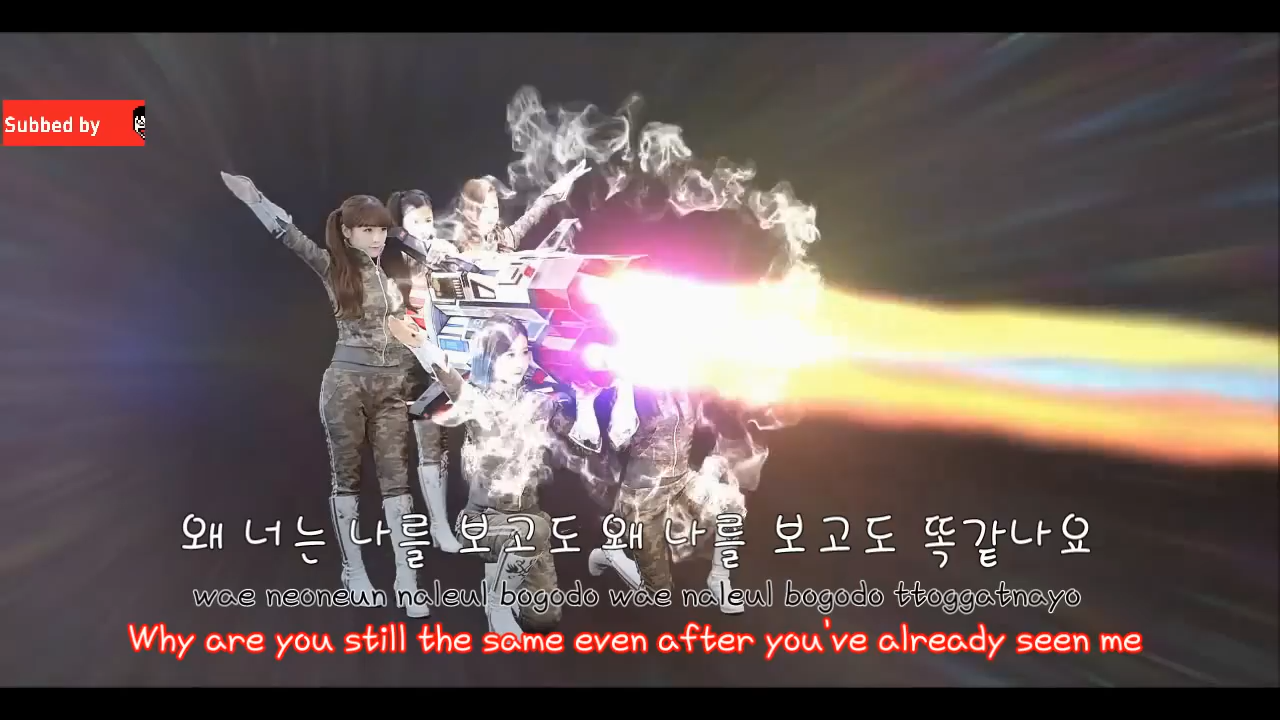 Subbed by
왜 너는 나를 보고도 왜 나를 보고도 똑같나요
wae neoneun naleul bogodo wae naleul bogodo ttoggatnayo
Why are you still the same even after you've already seen me